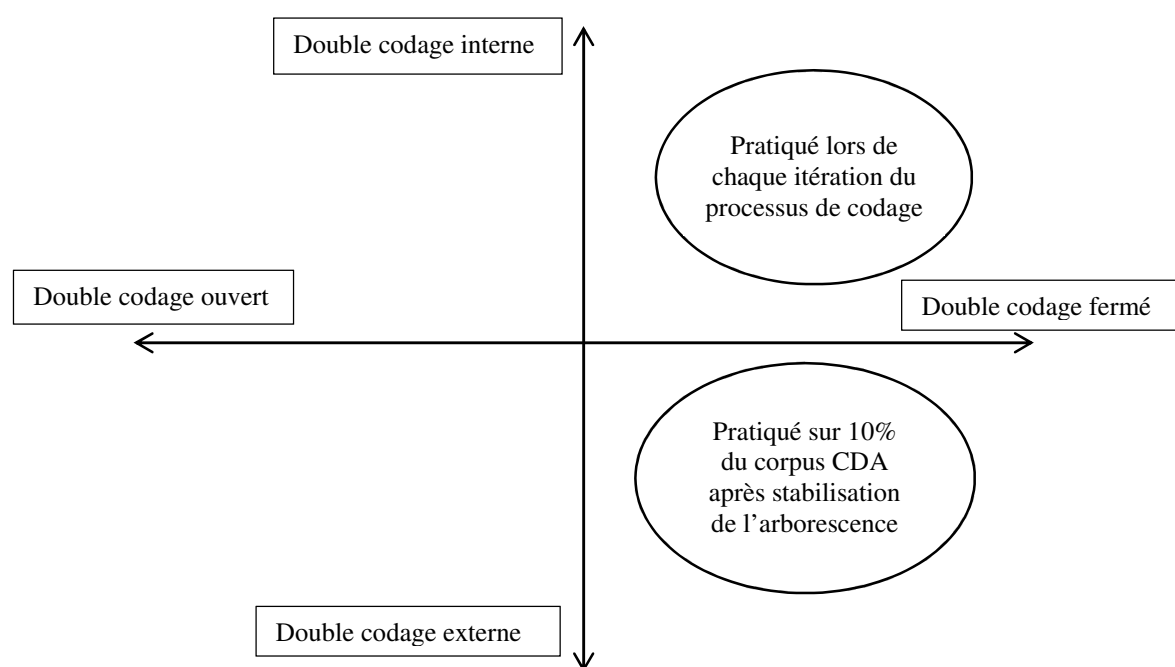 Double codage interne
Pratiqué lors de
chaque itération du
processus de codage
Double codage ouvert
Double codage fermé
Pratiqué sur 10%
du corpus CDA
après stabilisation
de l’arborescence
Double codage externe